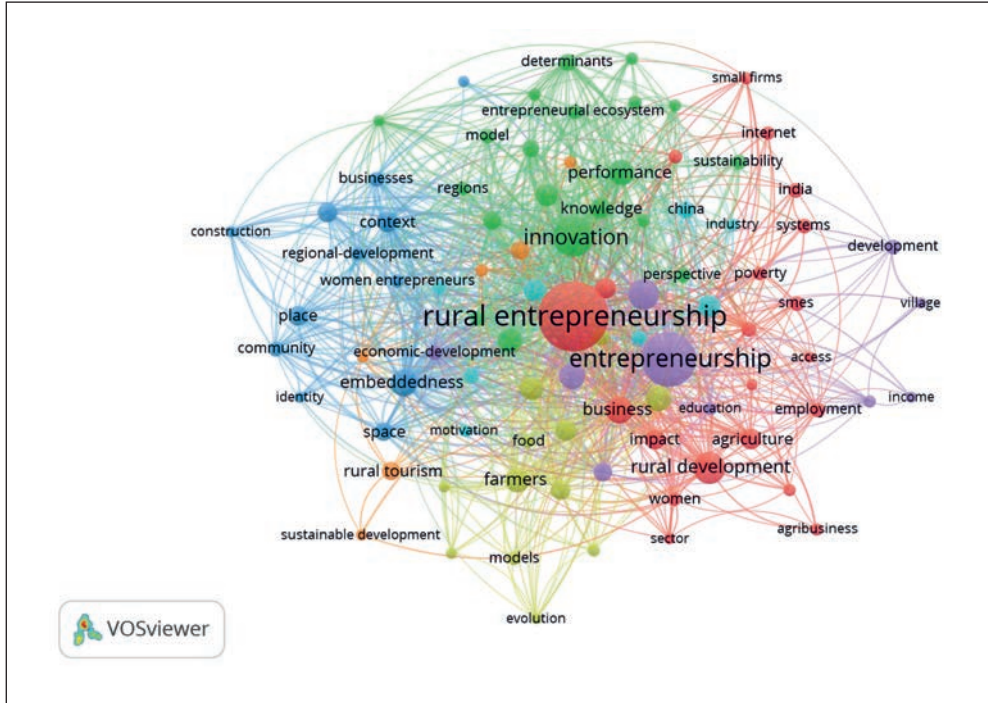 determinants
small firms
entrepreneurial ecosystem
model
internet
sustainability
performance
businesses
regions
india
knowledge
china
context
construction
innovation
industry
systems
regional-development
development
women entrepreneurs
perspective
poverty
rural entrepreneurship
place
smes
village
community
economic-development
entrepreneurship
access
embeddedness
identity
income
business
education
employment
space
motivation
food
impact
agriculture
rural tourism
farmers
rural development
women
sustainable development
sector
agribusiness
models
evolution
VOSviewer